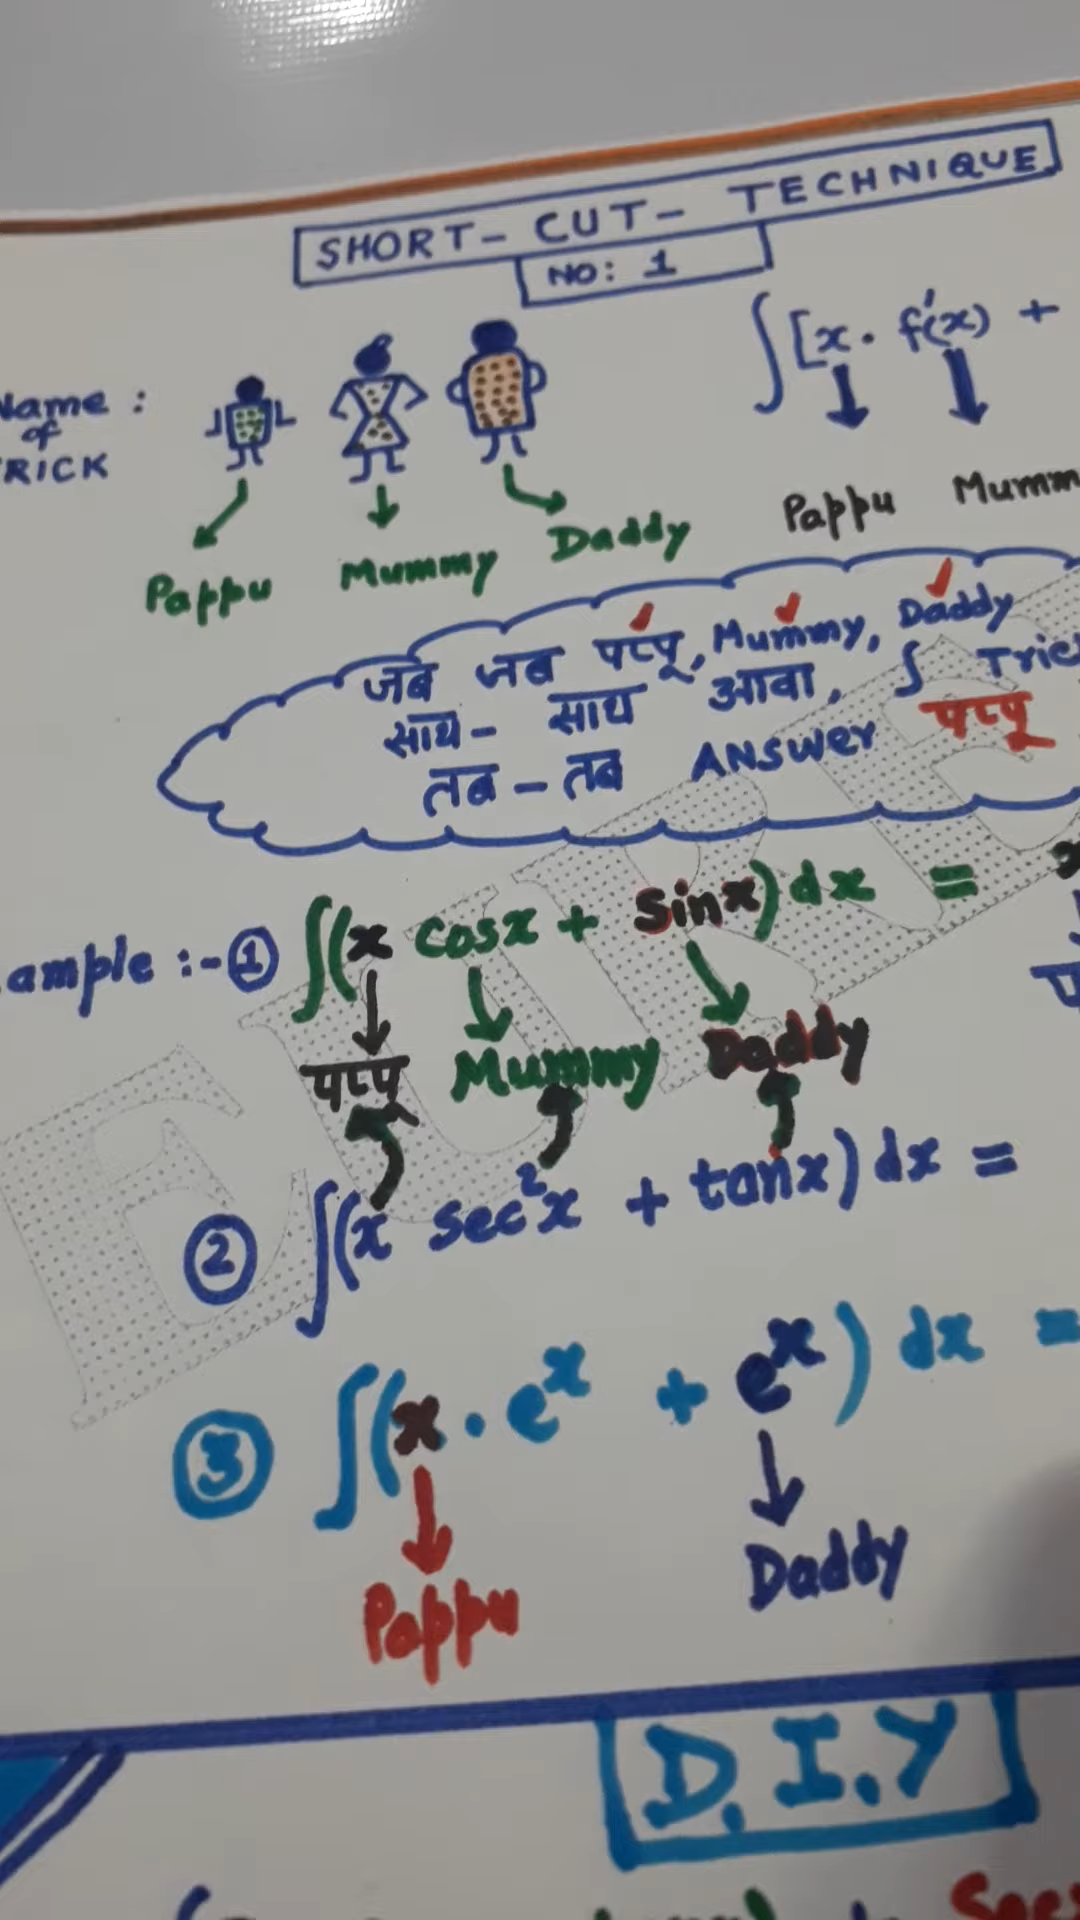 SHORT- CUT- TECHNIQUE
NO: 1
Name :
of
TRICK
∫[x . f'(x) +
Pappu Mummy Daddy
Pappu Mumm
जब जब पप्पू, Mummy, Daddy
साथ- साथ आवा, ∫ Tric
तब - तब ANSWER पप्पू
ample :- ① ∫(x cosx + sinx) dx =
पप्पू Mummy Daddy
② ∫(x sec²x + tanx) dx =
③ ∫(x . eˣ + eˣ) dx =
Pappu Daddy
D.I.Y